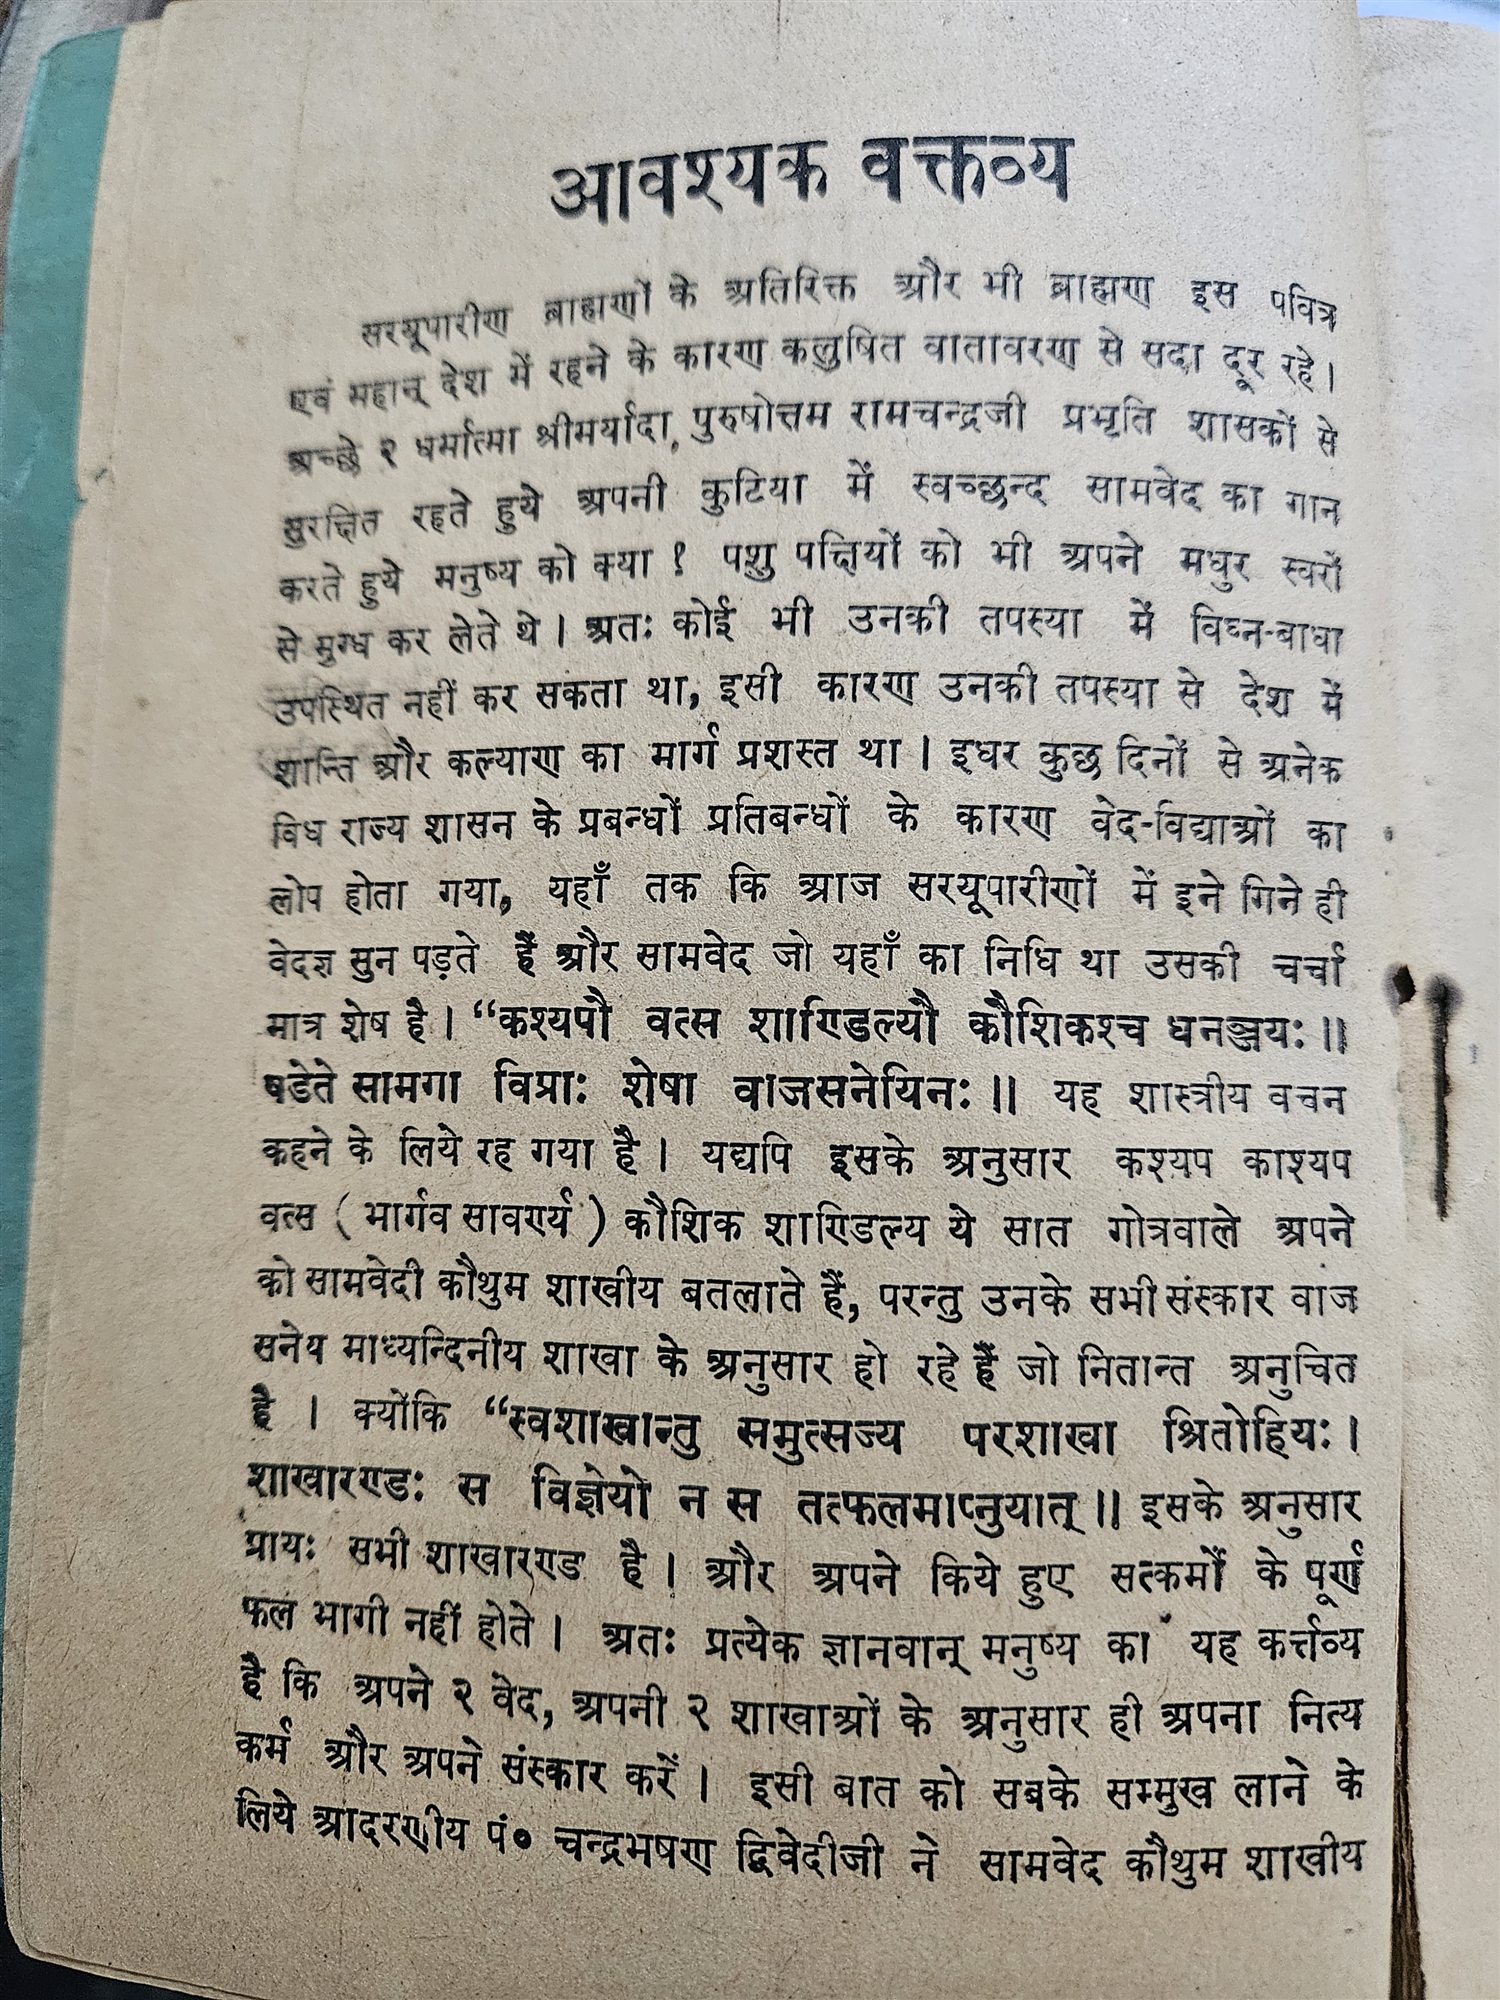 आवश्यक वक्तव्य
सरयूपारीण ब्राह्मणों के अतिरिक्त और भी ब्राह्मण इस पवित्र
एवं महान् देश में रहने के कारण कलुषित वातावरण से सदा दूर रहे।
अच्छे २ धर्मात्मा श्रीमर्यादा पुरुषोत्तम रामचन्द्रजी प्रभृति शासकों से
सुरक्षित रहते हुये अपनी कुटिया में स्वच्छन्द सामवेद का गान
करते हुये मनुष्य को क्या ? पशु पक्षियों को भी अपने मधुर स्वरों
से मुग्ध कर लेते थे। अतः कोई भी उनकी तपस्या में विघ्न-बाधा
उपस्थित नहीं कर सकता था, इसी कारण उनकी तपस्या से देश में
शान्ति और कल्याण का मार्ग प्रशस्त था। इधर कुछ दिनों से अनेक
विध राज्य शासन के प्रबन्धों प्रतिबन्धों के कारण वेद-विद्याओं का
लोप होता गया, यहाँ तक कि आज सरयूपारीणों में इने गिने ही
वेदज्ञ सुन पड़ते हैं और सामवेद जो यहाँ का निधि था उसकी चर्चा
मात्र शेष है। “कश्यपौ वत्स शाण्डिल्यौ कौशिकश्च धनञ्जयः॥
षडेते सामगा विप्राः शेषा वाजसनेयिनः॥ यह शास्त्रीय वचन
कहने के लिये रह गया है। यद्यपि इसके अनुसार कश्यप काश्यप
वत्स (भार्गव सावर्ण्य) कौशिक शाण्डिल्य ये सात गोत्रवाले अपने
को सामवेदी कौथुम शाखीय बतलाते हैं, परन्तु उनके सभी संस्कार वाज
सनेय माध्यन्दिनीय शाखा के अनुसार हो रहे हैं जो नितान्त अनुचित
है। क्योंकि “स्वशाखान्तु समुत्सज्य परशाखा श्रितोहियः।
शाखारण्डः स विज्ञेयो न स तत्फलमाप्नुयात्॥ इसके अनुसार
प्रायः सभी शाखारण्ड है। और अपने किये हुए सत्कर्मों के पूर्ण
फल भागी नहीं होते। अतः प्रत्येक ज्ञानवान् मनुष्य का यह कर्त्तव्य
है कि अपने २ वेद, अपनी २ शाखाओं के अनुसार ही अपना नित्य
कर्म और अपने संस्कार करें। इसी बात को सबके सम्मुख लाने के
लिये आदरणीय पं० चन्द्रभषण द्विवेदीजी ने सामवेद कौथुम शाखीय